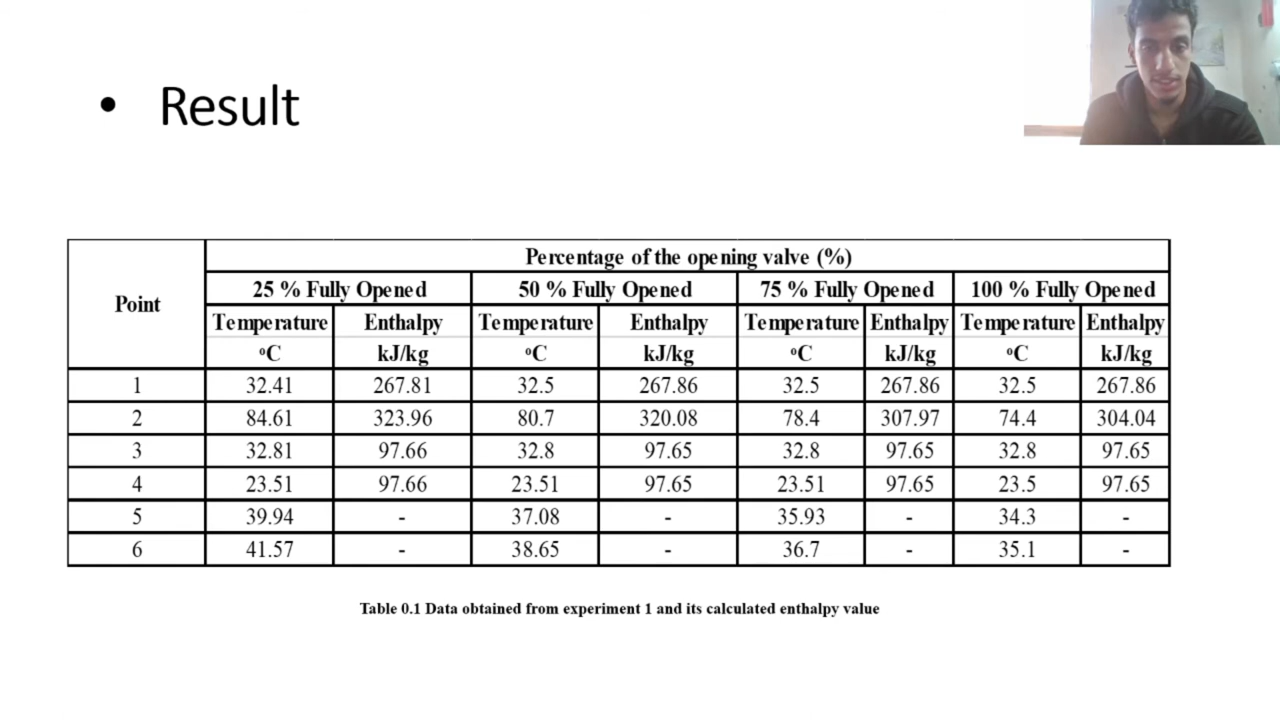 • Result
Percentage of the opening valve (%)
Point
25 % Fully Opened 50 % Fully Opened 75 % Fully Opened 100 % Fully Opened
Temperature Enthalpy Temperature Enthalpy Temperature Enthalpy Temperature Enthalpy
°C kJ/kg °C kJ/kg °C kJ/kg °C kJ/kg
1 32.41 267.81 32.5 267.86 32.5 267.86 32.5 267.86
2 84.61 323.96 80.7 320.08 78.4 307.97 74.4 304.04
3 32.81 97.66 32.8 97.65 32.8 97.65 32.8 97.65
4 23.51 97.66 23.51 97.65 23.51 97.65 23.5 97.65
5 39.94 - 37.08 - 35.93 - 34.3 -
6 41.57 - 38.65 - 36.7 - 35.1 -
Table 0.1 Data obtained from experiment 1 and its calculated enthalpy value